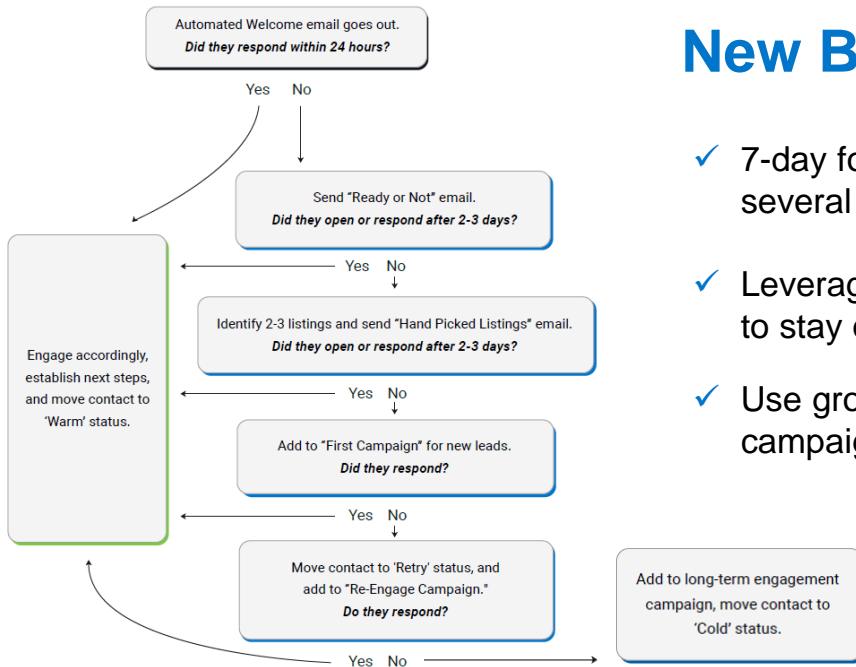 Automated Welcome email goes out.
Did they respond within 24 hours?
Yes No
Send “Ready or Not” email.
Did they open or respond after 2-3 days?
Yes No
Identify 2-3 listings and send “Hand Picked Listings” email.
Did they open or respond after 2-3 days?
Yes No
Add to “First Campaign” for new leads.
Did they respond?
Yes No
Move contact to 'Retry' status, and
add to “Re-Engage Campaign."
Do they respond?
Yes No
Engage accordingly,
establish next steps,
and move contact to
‘Warm’ status.
Add to long-term engagement
campaign, move contact to
‘Cold’ status.
New B
✓ 7-day fo
several
✓ Leverag
to stay
✓ Use gro
campaig